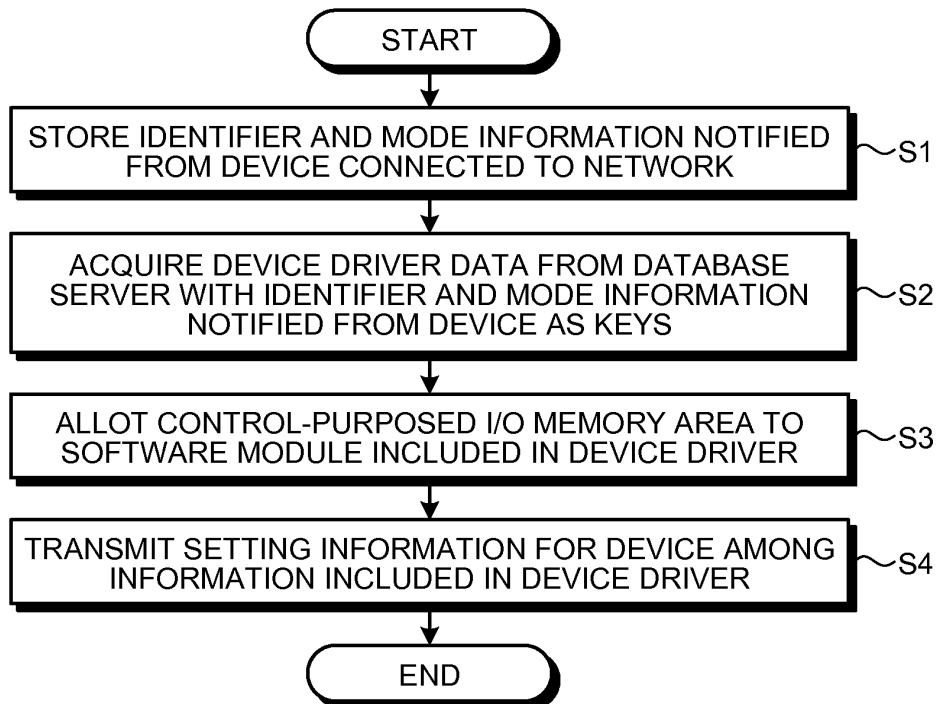 START
STORE IDENTIFIER AND MODE INFORMATION NOTIFIED
FROM DEVICE CONNECTED TO NETWORK
S1
ACQUIRE DEVICE DRIVER DATA FROM DATABASE
SERVER WITH IDENTIFIER AND MODE INFORMATION
NOTIFIED FROM DEVICE AS KEYS
S2
ALLOT CONTROL-PURPOSED I/O MEMORY AREA TO
SOFTWARE MODULE INCLUDED IN DEVICE DRIVER
S3
TRANSMIT SETTING INFORMATION FOR DEVICE AMONG
INFORMATION INCLUDED IN DEVICE DRIVER
S4
END